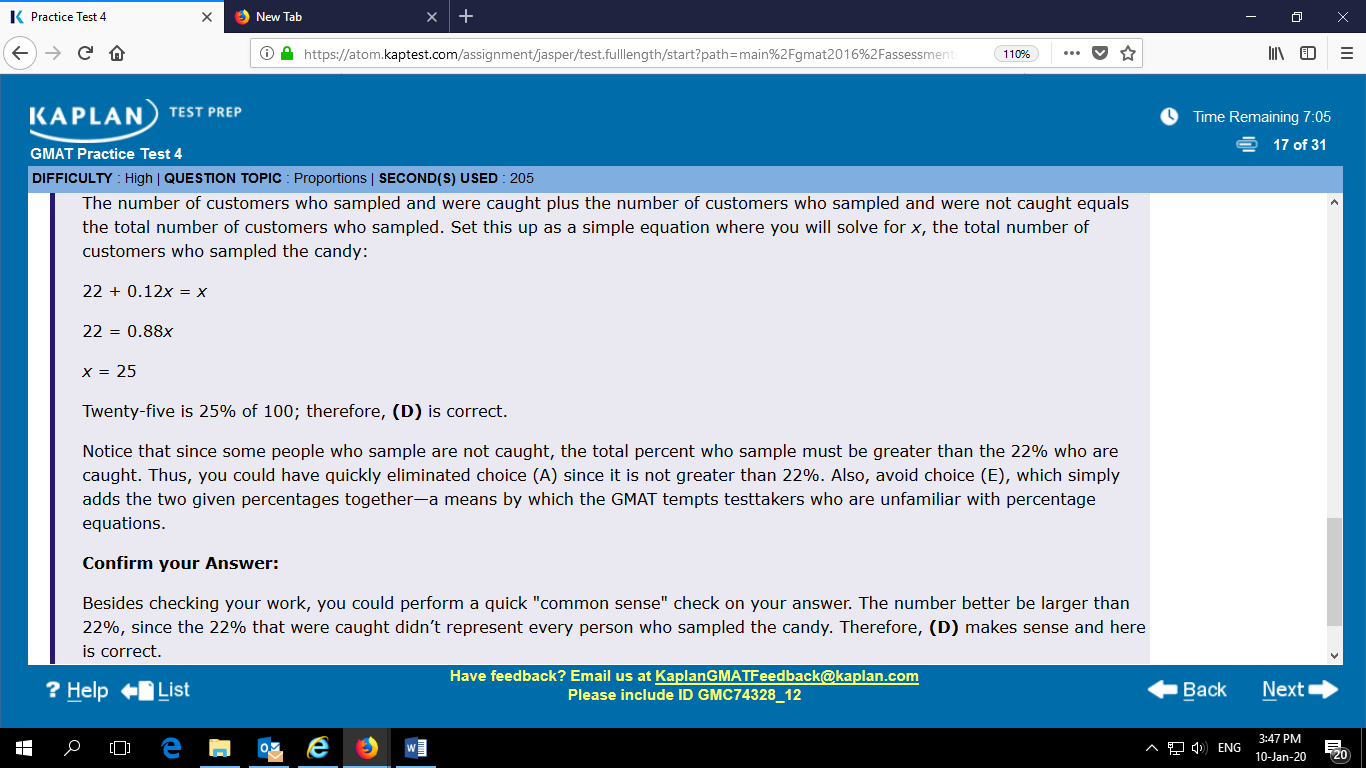 Practice Test 4
New Tab
https://atom.kaptest.com/assignment/jasper/test.fulllength/start?path=main%2Fgmat2016%2Fassessment
110%
KAPLAN TEST PREP
Time Remaining 7:05
GMAT Practice Test 4
17 of 31
DIFFICULTY : High | QUESTION TOPIC : Proportions | SECOND(S) USED : 205
The number of customers who sampled and were caught plus the number of customers who sampled and were not caught equals
the total number of customers who sampled. Set this up as a simple equation where you will solve for x, the total number of
customers who sampled the candy:
22 + 0.12x = x
22 = 0.88x
x = 25
Twenty-five is 25% of 100; therefore, (D) is correct.
Notice that since some people who sample are not caught, the total percent who sample must be greater than the 22% who are
caught. Thus, you could have quickly eliminated choice (A) since it is not greater than 22%. Also, avoid choice (E), which simply
adds the two given percentages together—a means by which the GMAT tempts testtakers who are unfamiliar with percentage
equations.
Confirm your Answer:
Besides checking your work, you could perform a quick "common sense" check on your answer. The number better be larger than
22%, since the 22% that were caught didn’t represent every person who sampled the candy. Therefore, (D) makes sense and here
is correct.
? Help List
Have feedback? Email us at KaplanGMATFeedback@kaplan.com
Please include ID GMC74328_12
Back Next
ENG
3:47 PM
10-Jan-20
20